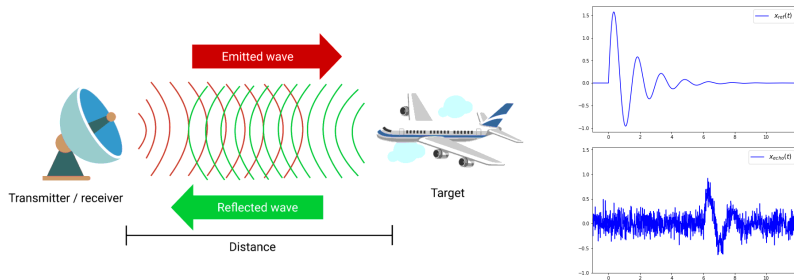 Emitted wave
Transmitter / receiver
Target
Reflected wave
Distance
x_ref(t)
1.5
1.0
0.5
0.0
−0.5
−1.0
0 2 4 6 8 10
x_echo(t)
1.5
1.0
0.5
0.0
−0.5
−1.0
0 2 4 6 8 10